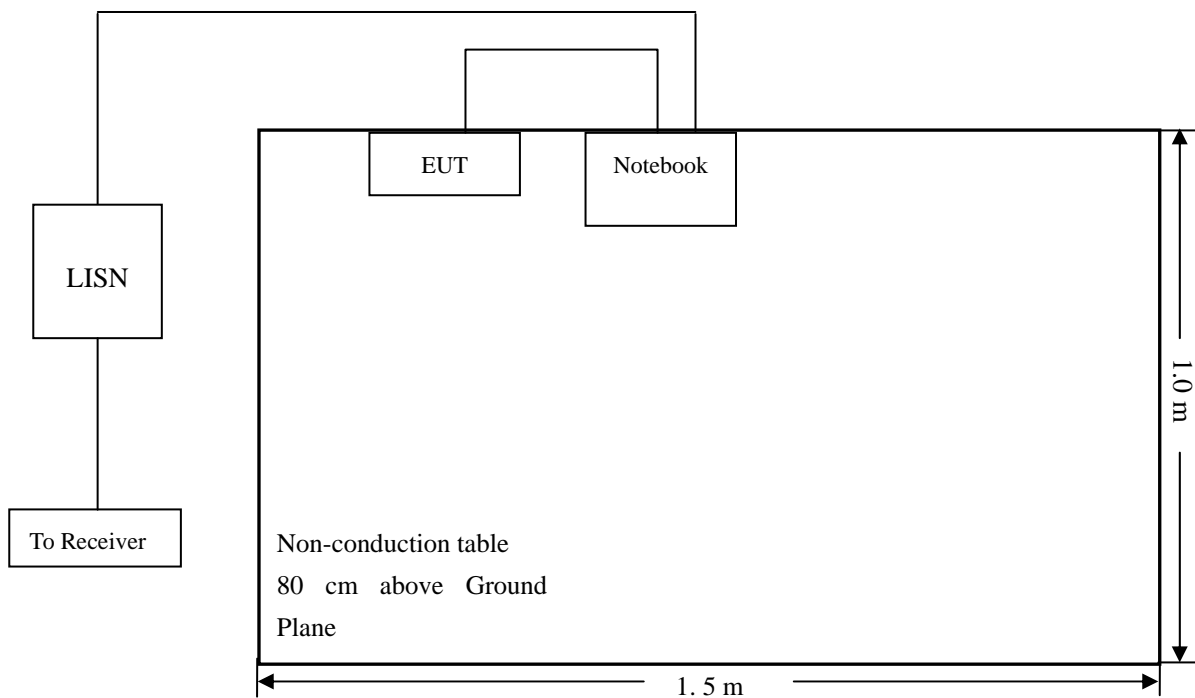 EUT
Notebook
LISN
1.0 m
To Receiver
Non-conduction table
80 cm above Ground
Plane
1. 5 m